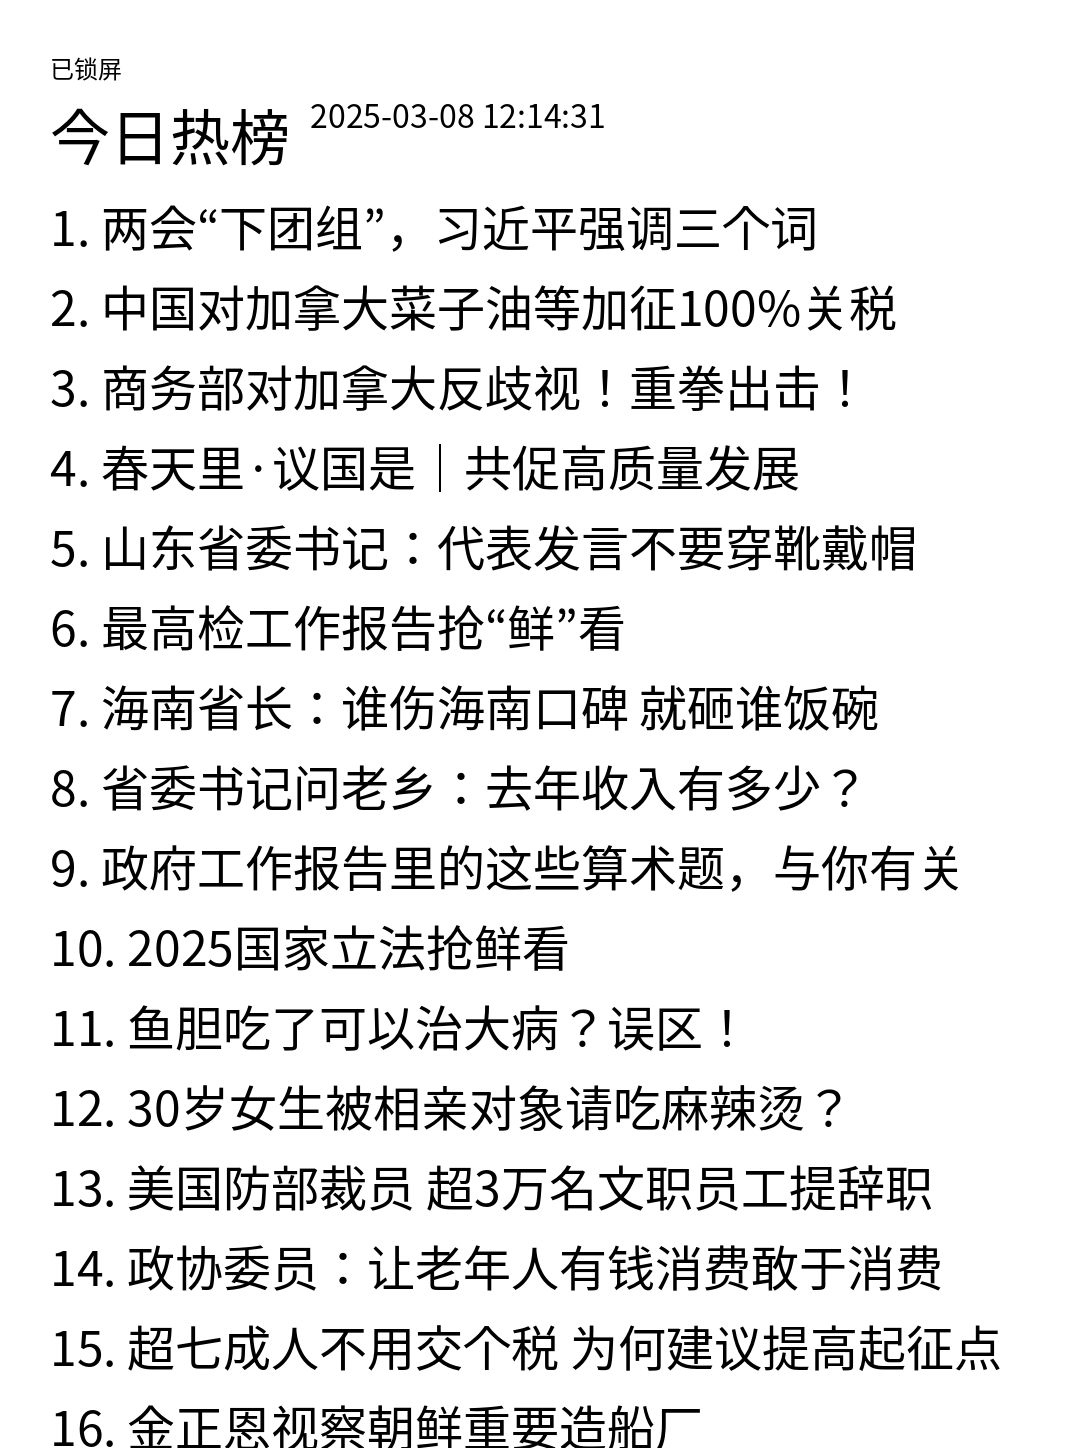 已锁屏
今日热榜 2025-03-08 12:14:31
1. 两会“下团组”，习近平强调三个词
2. 中国对加拿大菜子油等加征100%关税
3. 商务部对加拿大反歧视！重拳出击！
4. 春天里·议国是｜共促高质量发展
5. 山东省委书记：代表发言不要穿靴戴帽
6. 最高检工作报告抢“鲜”看
7. 海南省长：谁伤海南口碑 就砸谁饭碗
8. 省委书记问老乡：去年收入有多少？
9. 政府工作报告里的这些算术题，与你有关
10. 2025国家立法抢鲜看
11. 鱼胆吃了可以治大病？误区！
12. 30岁女生被相亲对象请吃麻辣烫？
13. 美国防部裁员 超3万名文职员工提辞职
14. 政协委员：让老年人有钱消费敢于消费
15. 超七成人不用交个税 为何建议提高起征点
16. 金正恩视察朝鲜重要造船厂